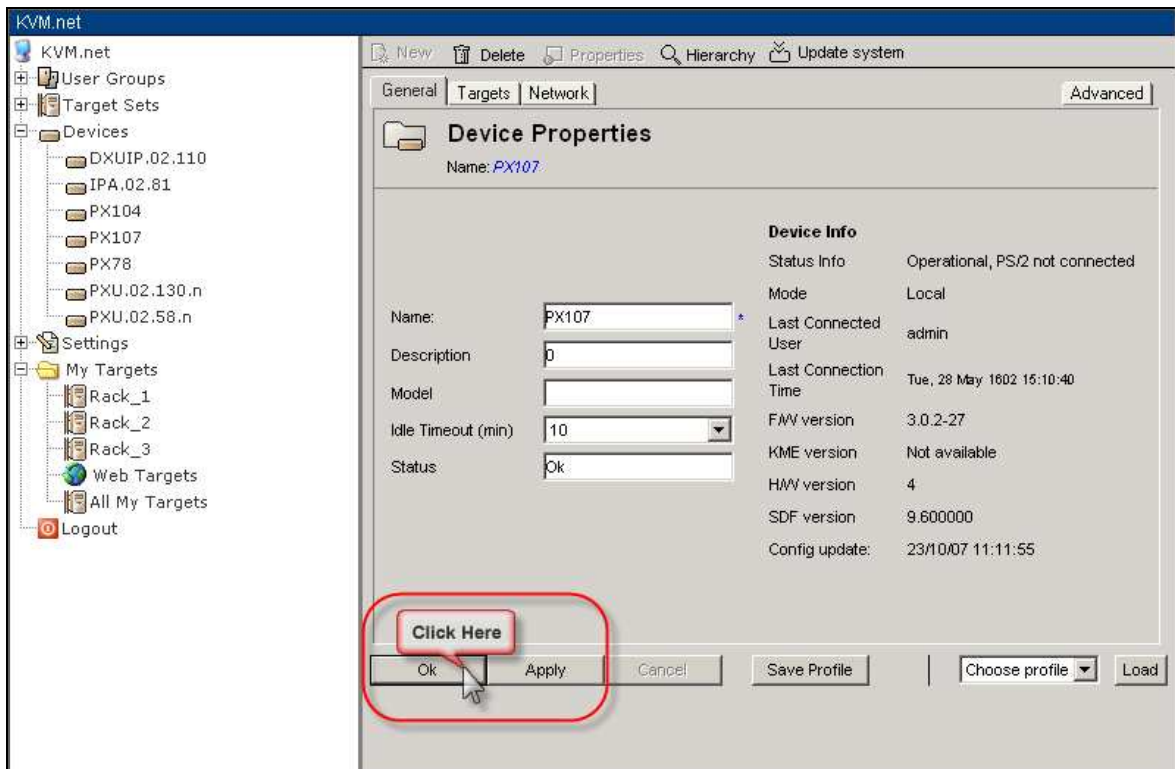 KVM.net
KVM.net
User Groups
Target Sets
Devices
DXUIP.02.110
IPA.02.81
PX104
PX107
PX78
PXU.02.130.n
PXU.02.58.n
Settings
My Targets
Rack_1
Rack_2
Rack_3
Web Targets
All My Targets
Logout
New Delete Properties Hierarchy Update system
General Targets Network Advanced
Device Properties
Name: PX107
Name: PX107 *
Description 0
Model
Idle Timeout (min) 10
Status Ok
Device Info
Status Info Operational, PS/2 not connected
Mode Local
Last Connected User admin
Last Connection Time Tue, 28 May 1602 15:10:40
F/W version 3.0.2-27
KME version Not available
H/W version 4
SDF version 9.600000
Config update: 23/10/07 11:11:55
Click Here
Ok Apply Cancel Save Profile Choose profile Load